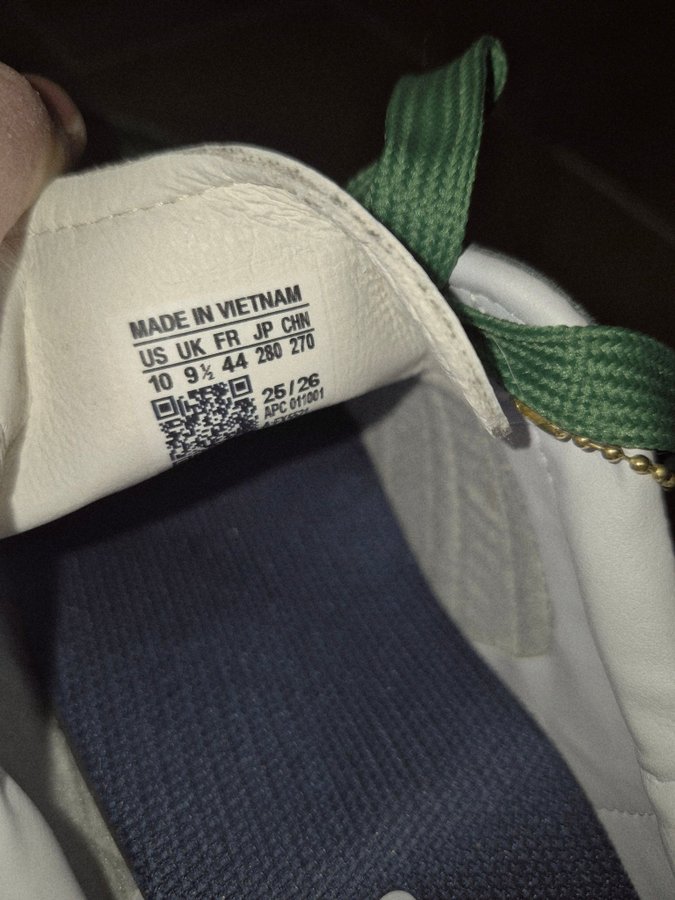 MADE IN VIETNAM
US UK FR JP CHN
10 9½ 44 280 270
25/26
APC 011001